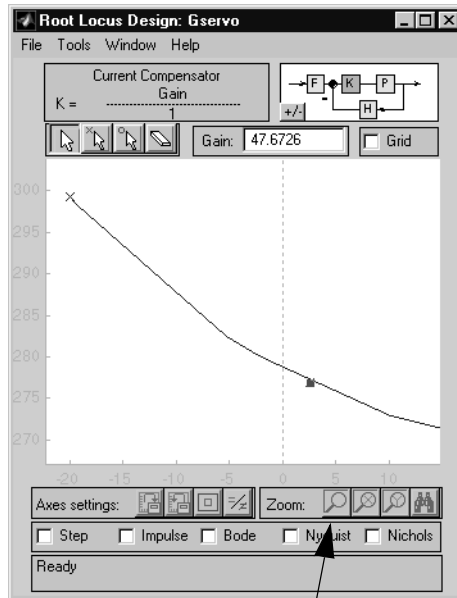 Root Locus Design: Gservo
File Tools Window Help
Current Compensator
K = Gain
1
F K P
-
H
+/-
Gain: 47.6726 Grid
300
295
290
285
280
275
270
-20 -15 -10 -5 0 5 10
Axes settings: Zoom:
Step Impulse Bode Nyquist Nichols
Ready